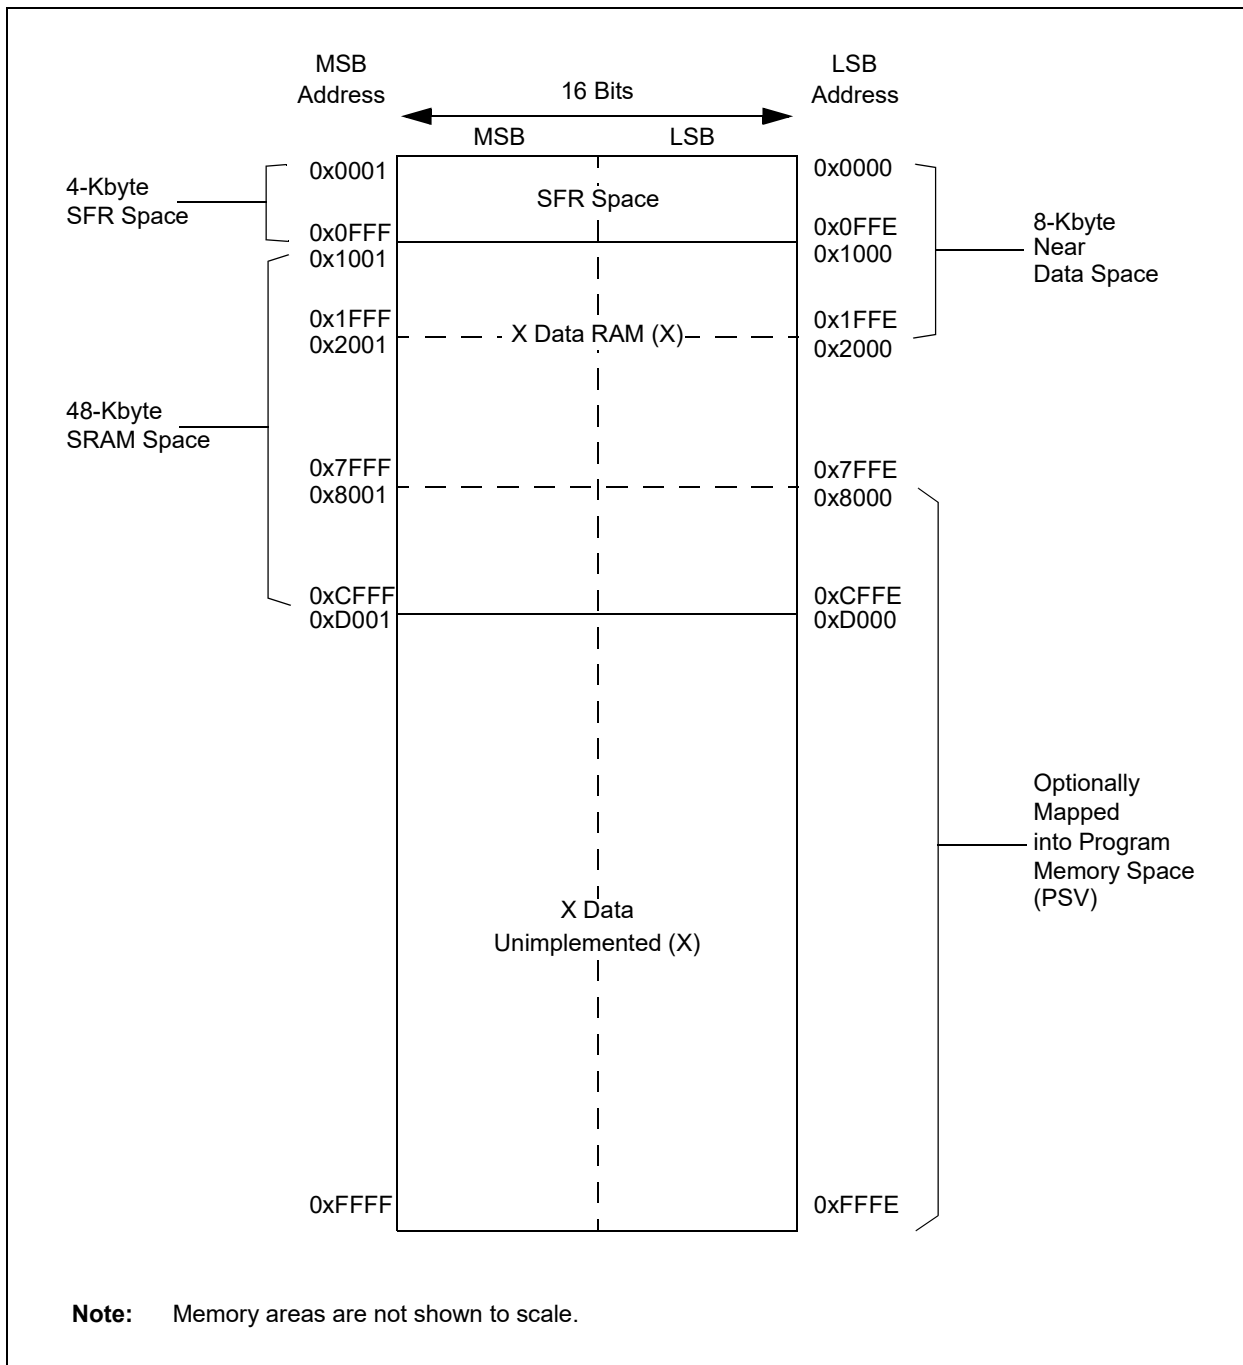 MSB
Address
LSB
Address
16 Bits
MSB
LSB
4-Kbyte
SFR Space
0x0001
0x0FFF
0x1001
SFR Space
0x0000
0x0FFE
0x1000
8-Kbyte
Near
Data Space
0x1FFF
0x2001
X Data RAM (X)
0x1FFE
0x2000
48-Kbyte
SRAM Space
0x7FFF
0x8001
0x7FFE
0x8000
0xCFFF
0xD001
0xCFFE
0xD000
Optionally
Mapped
into Program
Memory Space
(PSV)
X Data
Unimplemented (X)
0xFFFF
0xFFFE
Note: Memory areas are not shown to scale.